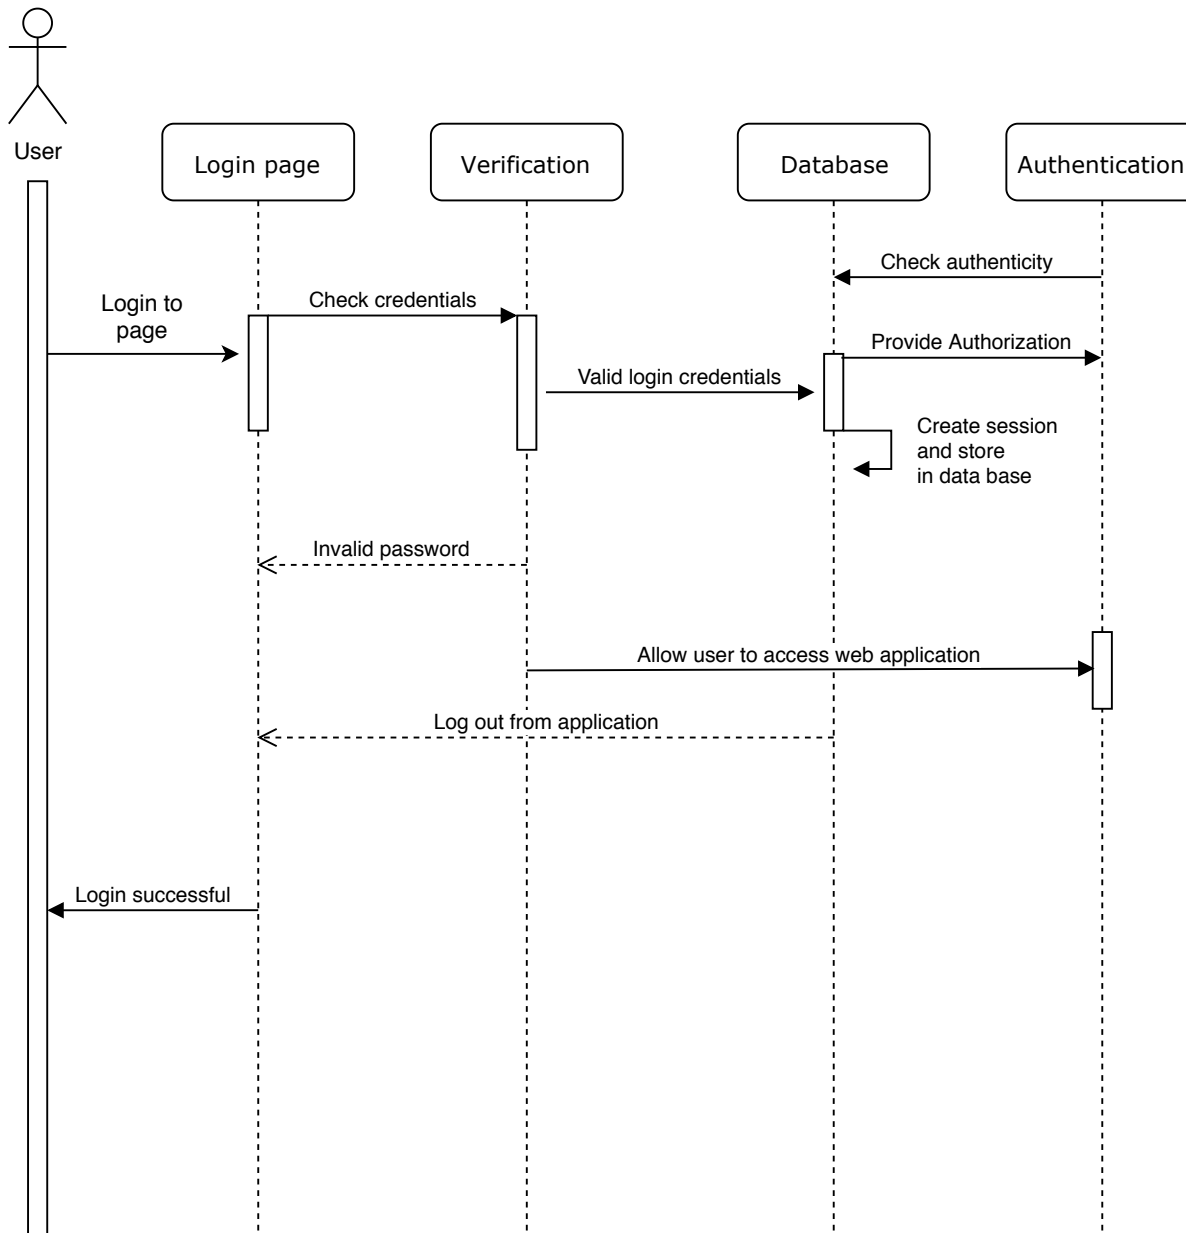 User
Login page
Verification
Database
Authentication
Check authenticity
Login to
page
Check credentials
Provide Authorization
Valid login credentials
Create session
and store
in data base
Invalid password
Allow user to access web application
Log out from application
Login successful